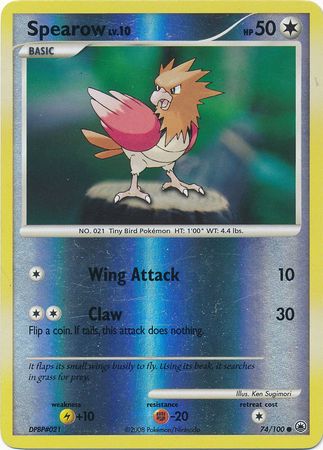 Spearow LV.10 HP 50
BASIC
NO. 021 Tiny Bird Pokémon HT: 1'00" WT: 4.4 lbs.
Wing Attack 10
Claw 30
Flip a coin. If tails, this attack does nothing.
It flaps its small wings busily to fly. Using its beak, it searches
in grass for prey.
Illus. Ken Sugimori
weakness resistance retreat cost
+10 -20
DPBP#021 ©2008 Pokémon/Nintendo 74/100